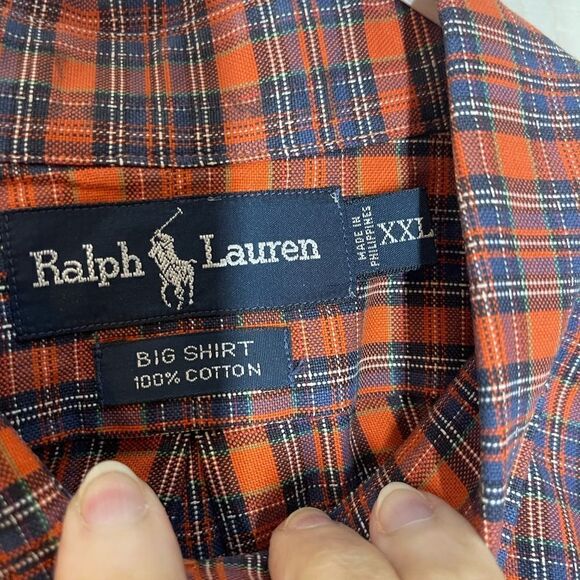 Ralph Lauren
MADE IN
PHILIPPINES
XXL
BIG SHIRT
100% COTTON